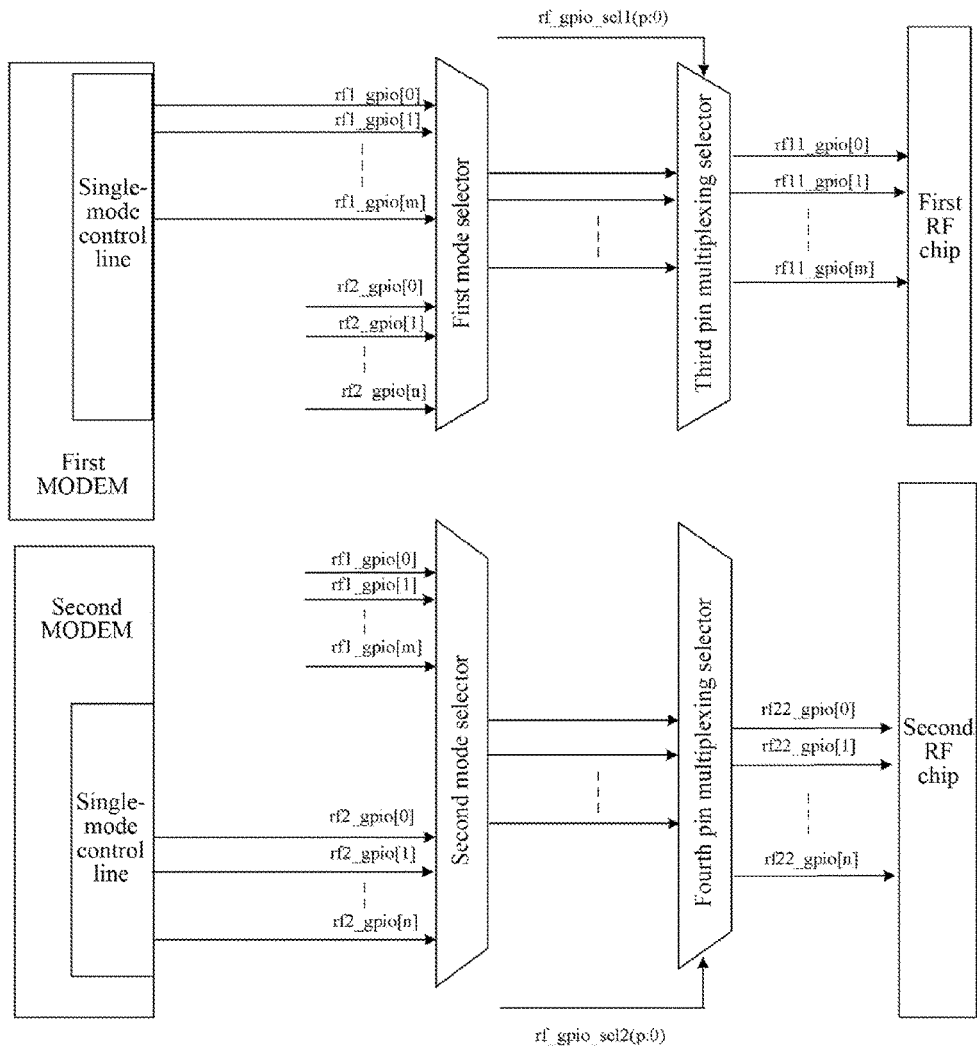 rf_gpio_sel1(p:0)
Single-
mode
control
line
First
MODEM
rf1_gpio[0]
rf1_gpio[1]
rf1_gpio[m]
rf2_gpio[0]
rf2_gpio[1]
rf2_gpio[n]
First mode selector
Third pin multiplexing selector
rf11_gpio[0]
rf11_gpio[1]
rf11_gpio[m]
First
RF
chip
Second
MODEM
Single-
mode
control
line
rf1_gpio[0]
rf1_gpio[1]
rf1_gpio[m]
rf2_gpio[0]
rf2_gpio[1]
rf2_gpio[n]
Second mode selector
Fourth pin multiplexing selector
rf22_gpio[0]
rf22_gpio[1]
rf22_gpio[n]
Second
RF
chip
rf_gpio_sel2(p:0)